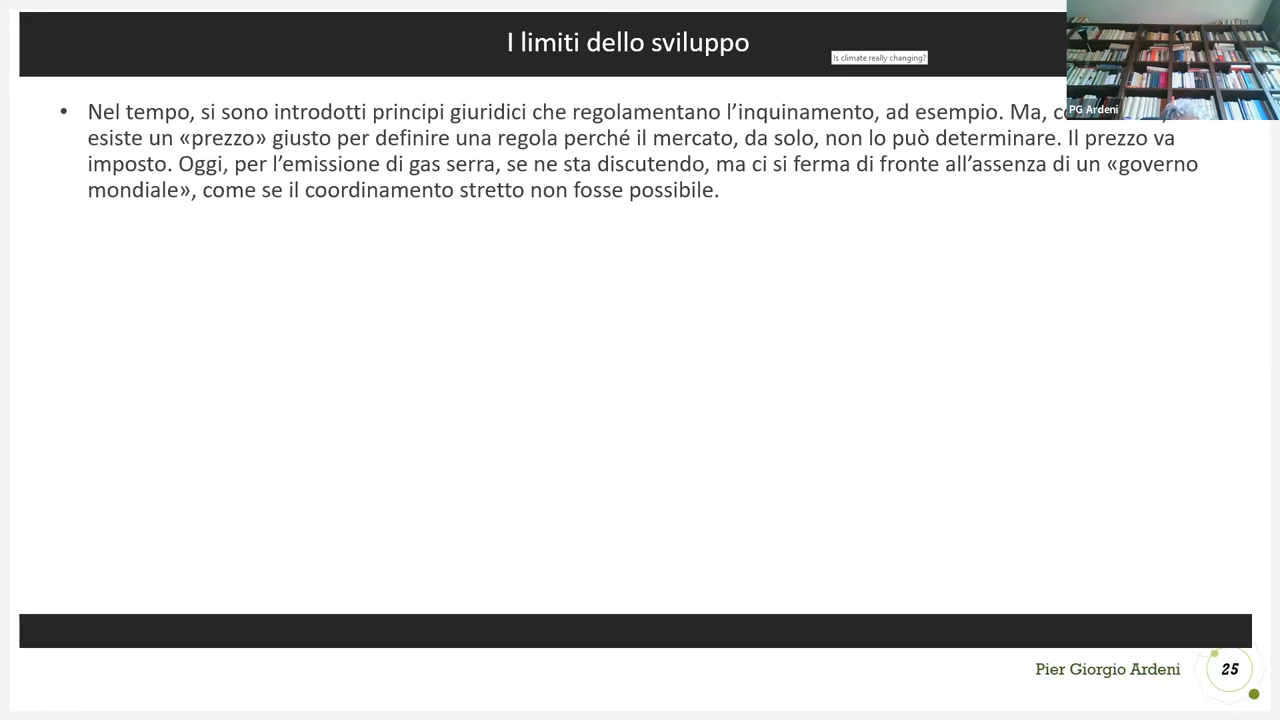 I limiti dello sviluppo
Is climate really changing?
PG Ardeni
• Nel tempo, si sono introdotti principi giuridici che regolamentano l’inquinamento, ad esempio. Ma,
esiste un «prezzo» giusto per definire una regola perché il mercato, da solo, non lo può determinare. Il prezzo va
imposto. Oggi, per l’emissione di gas serra, se ne sta discutendo, ma ci si ferma di fronte all’assenza di un «governo
mondiale», come se il coordinamento stretto non fosse possibile.
Pier Giorgio Ardeni
25